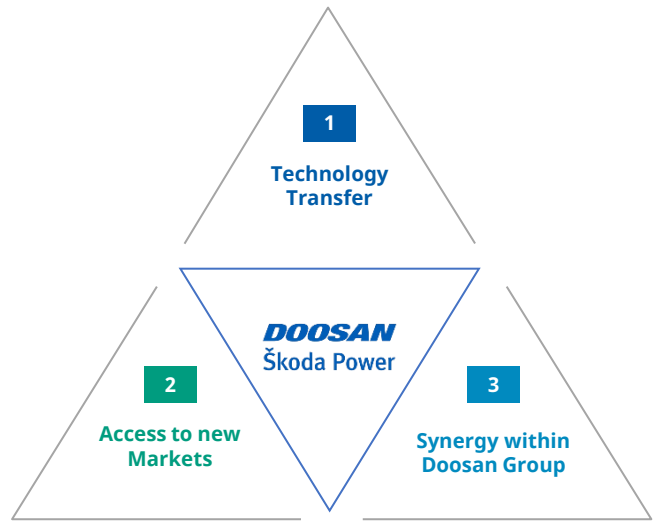 1
Technology
Transfer
DOOSAN
Škoda Power
2
Access to new
Markets
3
Synergy within
Doosan Group